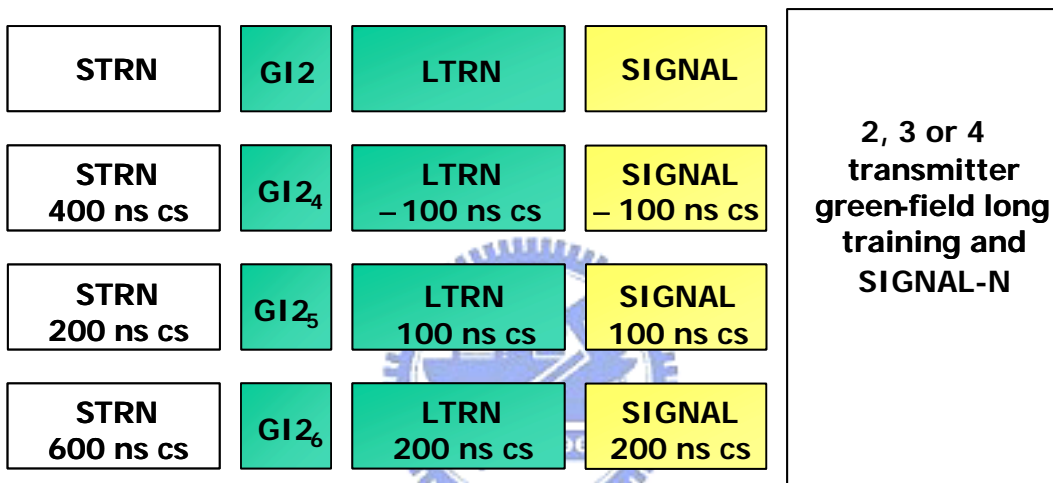 STRN
GI2
LTRN
SIGNAL
STRN
400 ns cs
GI2₄
LTRN
– 100 ns cs
SIGNAL
– 100 ns cs
STRN
200 ns cs
GI2₅
LTRN
100 ns cs
SIGNAL
100 ns cs
STRN
600 ns cs
GI2₆
LTRN
200 ns cs
SIGNAL
200 ns cs
2, 3 or 4
transmitter
green-field long
training and
SIGNAL-N